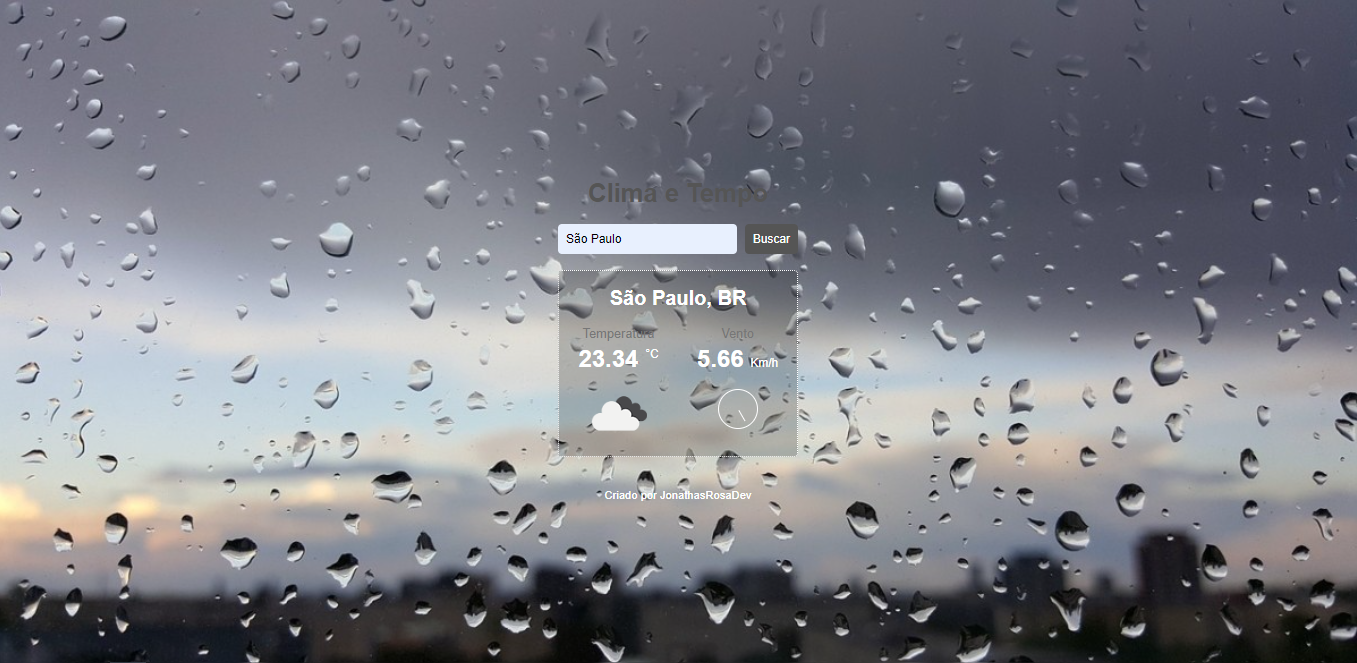 Clima e Tempo
São Paulo
Buscar
São Paulo, BR
Temperatura Vento
23.34 °C 5.66 Km/h
Criado por JonathasRosaDev